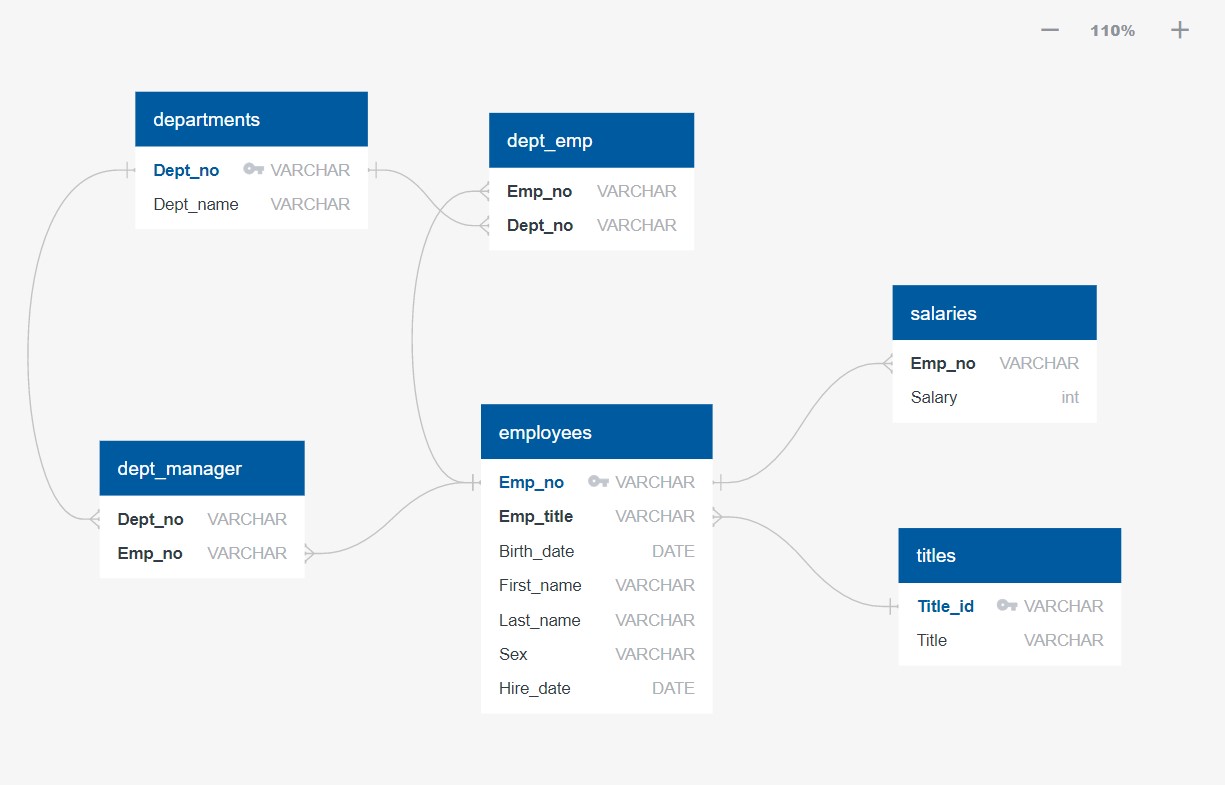 110%
departments
Dept_no VARCHAR
Dept_name VARCHAR
dept_emp
Emp_no VARCHAR
Dept_no VARCHAR
salaries
Emp_no VARCHAR
Salary int
employees
Emp_no VARCHAR
Emp_title VARCHAR
Birth_date DATE
First_name VARCHAR
Last_name VARCHAR
Sex VARCHAR
Hire_date DATE
dept_manager
Dept_no VARCHAR
Emp_no VARCHAR
titles
Title_id VARCHAR
Title VARCHAR